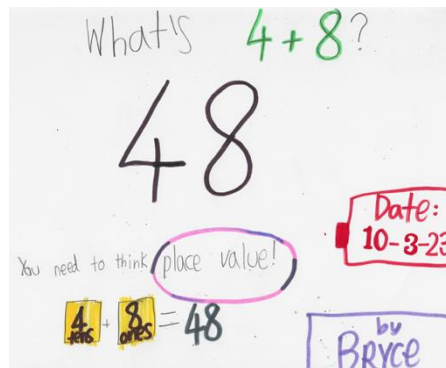 What's 4+8?
48
Date:
10-3-23
You need to think place value!
4 tens + 8 ones = 48
by
BRYCE